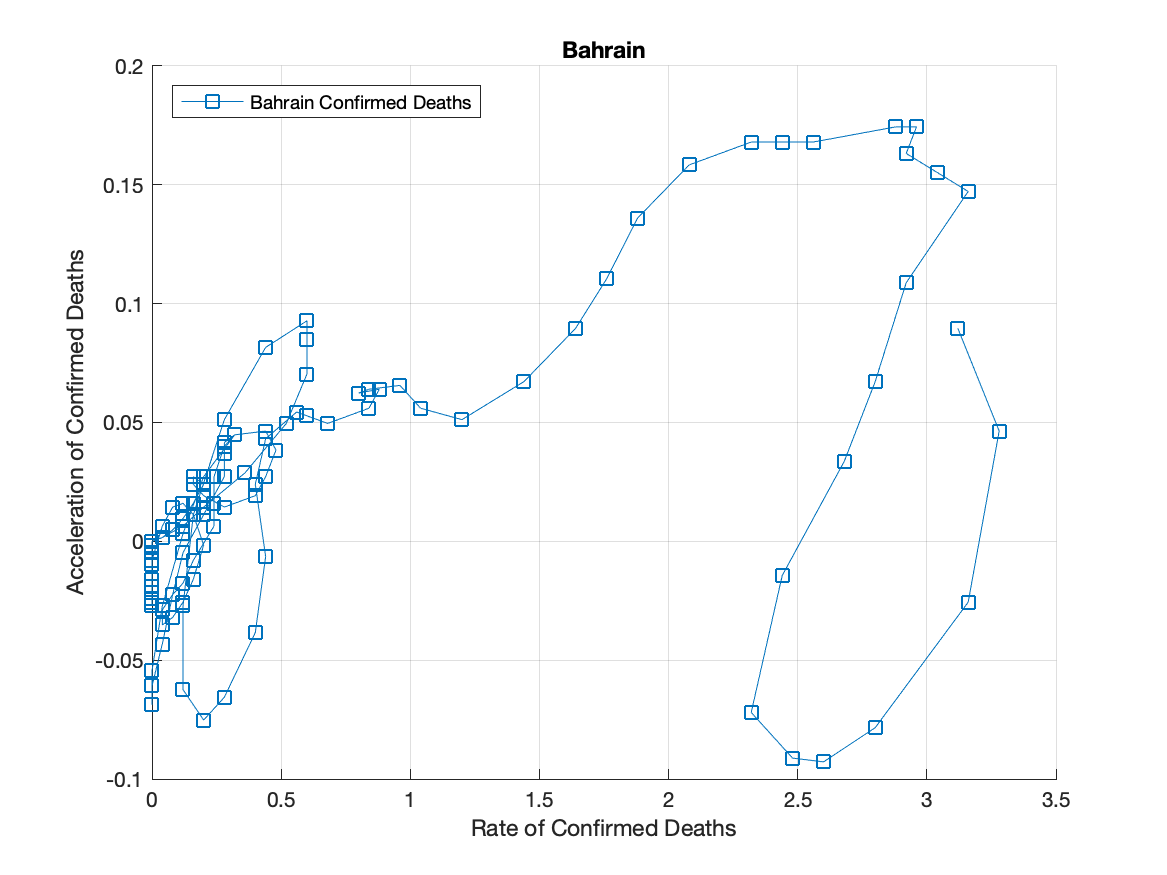 Bahrain
0.2
Bahrain Confirmed Deaths
0.15
0.1
0.05
0
-0.05
-0.1
Acceleration of Confirmed Deaths
0 0.5 1 1.5 2 2.5 3 3.5
Rate of Confirmed Deaths